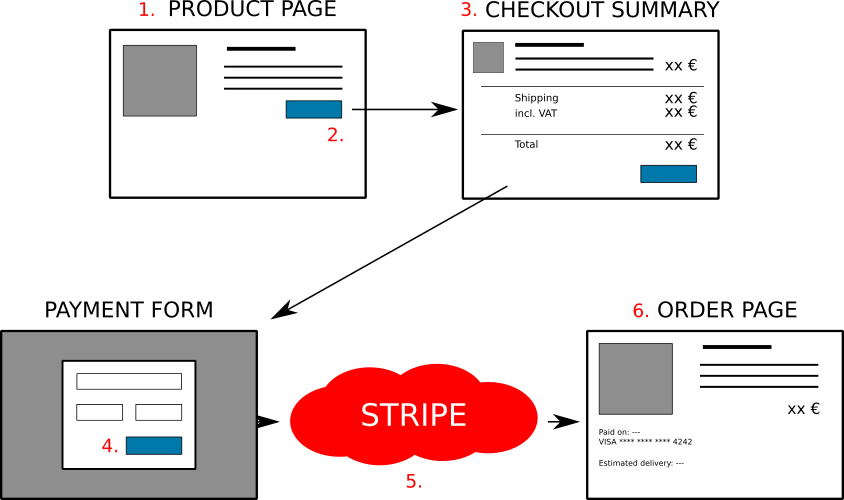 1. PRODUCT PAGE
2.
3. CHECKOUT SUMMARY
xx €
Shipping xx €
incl. VAT xx €
Total xx €
PAYMENT FORM
4.
STRIPE
5.
6. ORDER PAGE
xx €
Paid on: ---
VISA **** **** **** 4242
Estimated delivery: ---